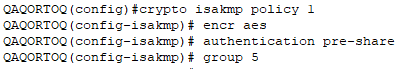 QAQORTOQ(config)#crypto isakmp policy 1
QAQORTOQ(config-isakmp)# encr aes
QAQORTOQ(config-isakmp)# authentication pre-share
QAQORTOQ(config-isakmp)# group 5